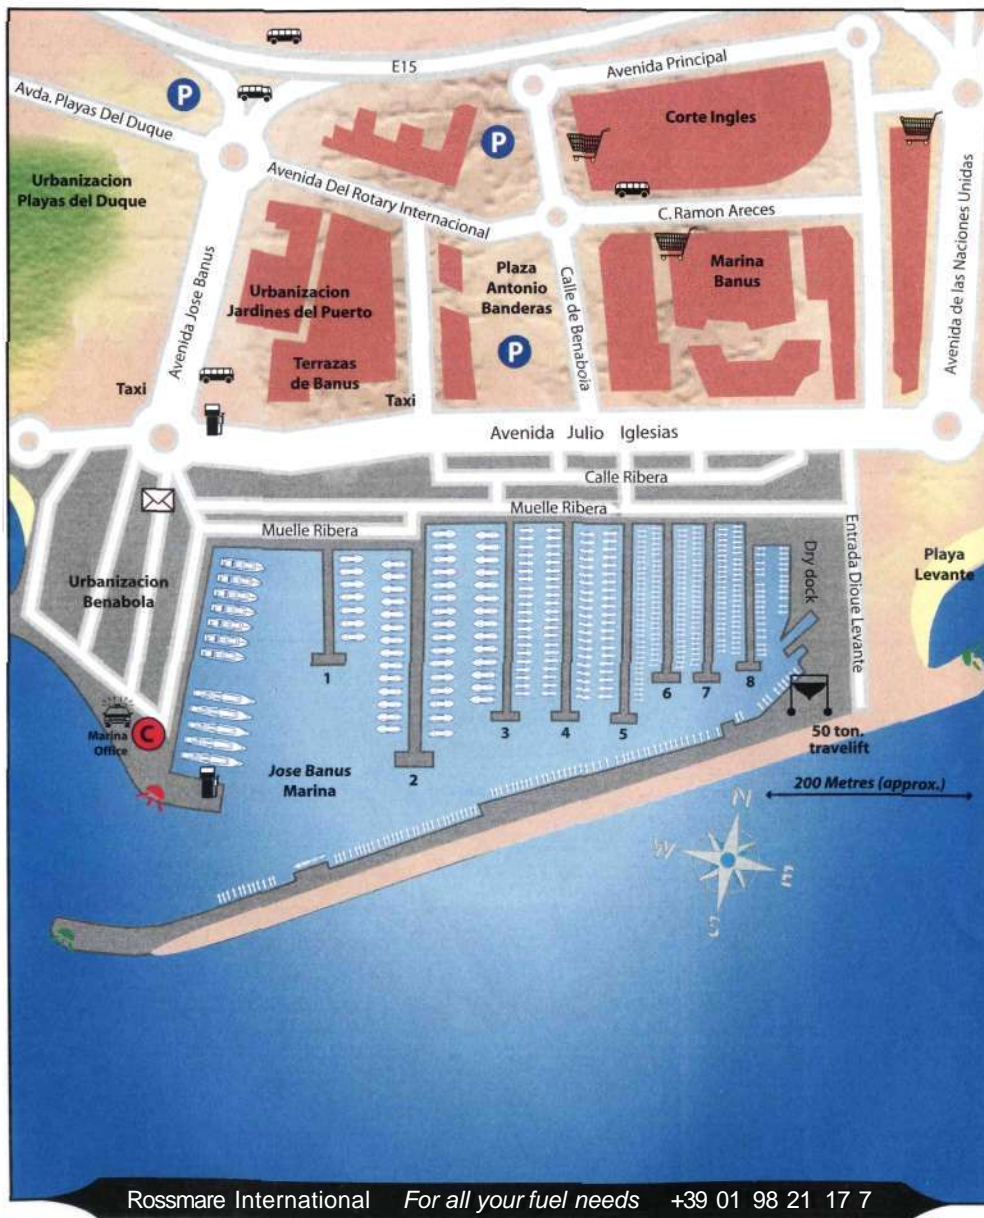 E15
Avenida Principal
P
Avda. Playas Del Duque
Corte Ingles
P
Urbanizacion
Playas del Duque
Avenida Del Rotary Internacional
C. Ramon Areces
Avenida de las Naciones Unidas
Avenida Jose Banus
Urbanizacion
Jardines del Puerto
Plaza
Antonio
Banderas
Marina
Banus
Calle de Benaboia
P
Terrazas
de Banus
Taxi
Taxi
Avenida Julio Iglesias
Calle Ribera
Muelle Ribera
Muelle Ribera
Dry dock
Entrada Dioue Levante
Playa
Levante
Urbanizacion
Benabola
1
2
3
4
5
6
7
8
Marina
Office
C
50 ton.
travelift
Jose Banus
Marina
200 Metres (approx.)
N
W
E
S
Rossmare International For all your fuel needs +39 01 98 21 17 7